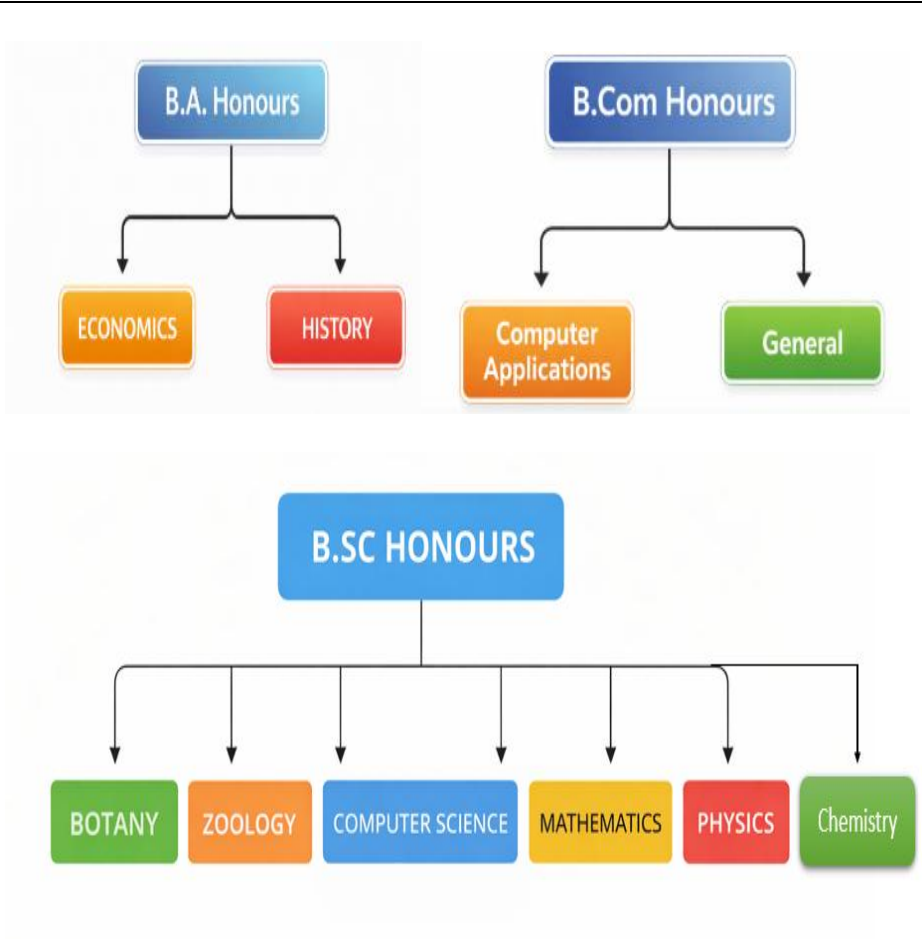 B.A. Honours
ECONOMICS
HISTORY
B.Com Honours
Computer
Applications
General
B.SC HONOURS
BOTANY
ZOOLOGY
COMPUTER SCIENCE
MATHEMATICS
PHYSICS
Chemistry